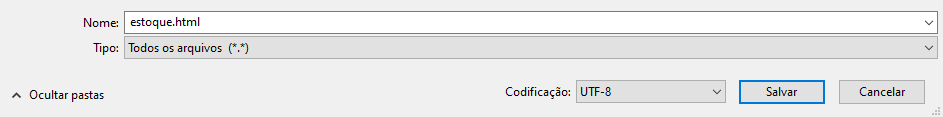 Nome: estoque.html
Tipo: Todos os arquivos (*.*)
Ocultar pastas Codificação: UTF-8 Salvar Cancelar